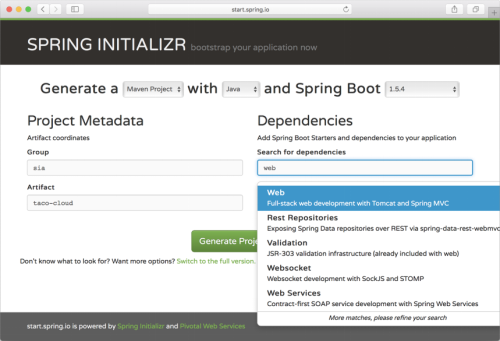 start.spring.io
SPRING INITIALIZR bootstrap your application now
Generate a Maven Project with Java and Spring Boot 1.5.4
Project Metadata
Artifact coordinates
Group
sia
Artifact
taco-cloud
Dependencies
Add Spring Boot Starters and dependencies to your application
Search for dependencies
web
Web
Full-stack web development with Tomcat and Spring MVC
Rest Repositories
Exposing Spring Data repositories over REST via spring-data-rest-webmvc
Validation
JSR-303 validation infrastructure (already included with web)
Websocket
Websocket development with SockJS and STOMP
Web Services
Contract-first SOAP service development with Spring Web Services
More matches, please refine your search
Generate Proje
Don't know what to look for? Want more options? Switch to the full version.
start.spring.io is powered by Spring Initializr and Pivotal Web Services